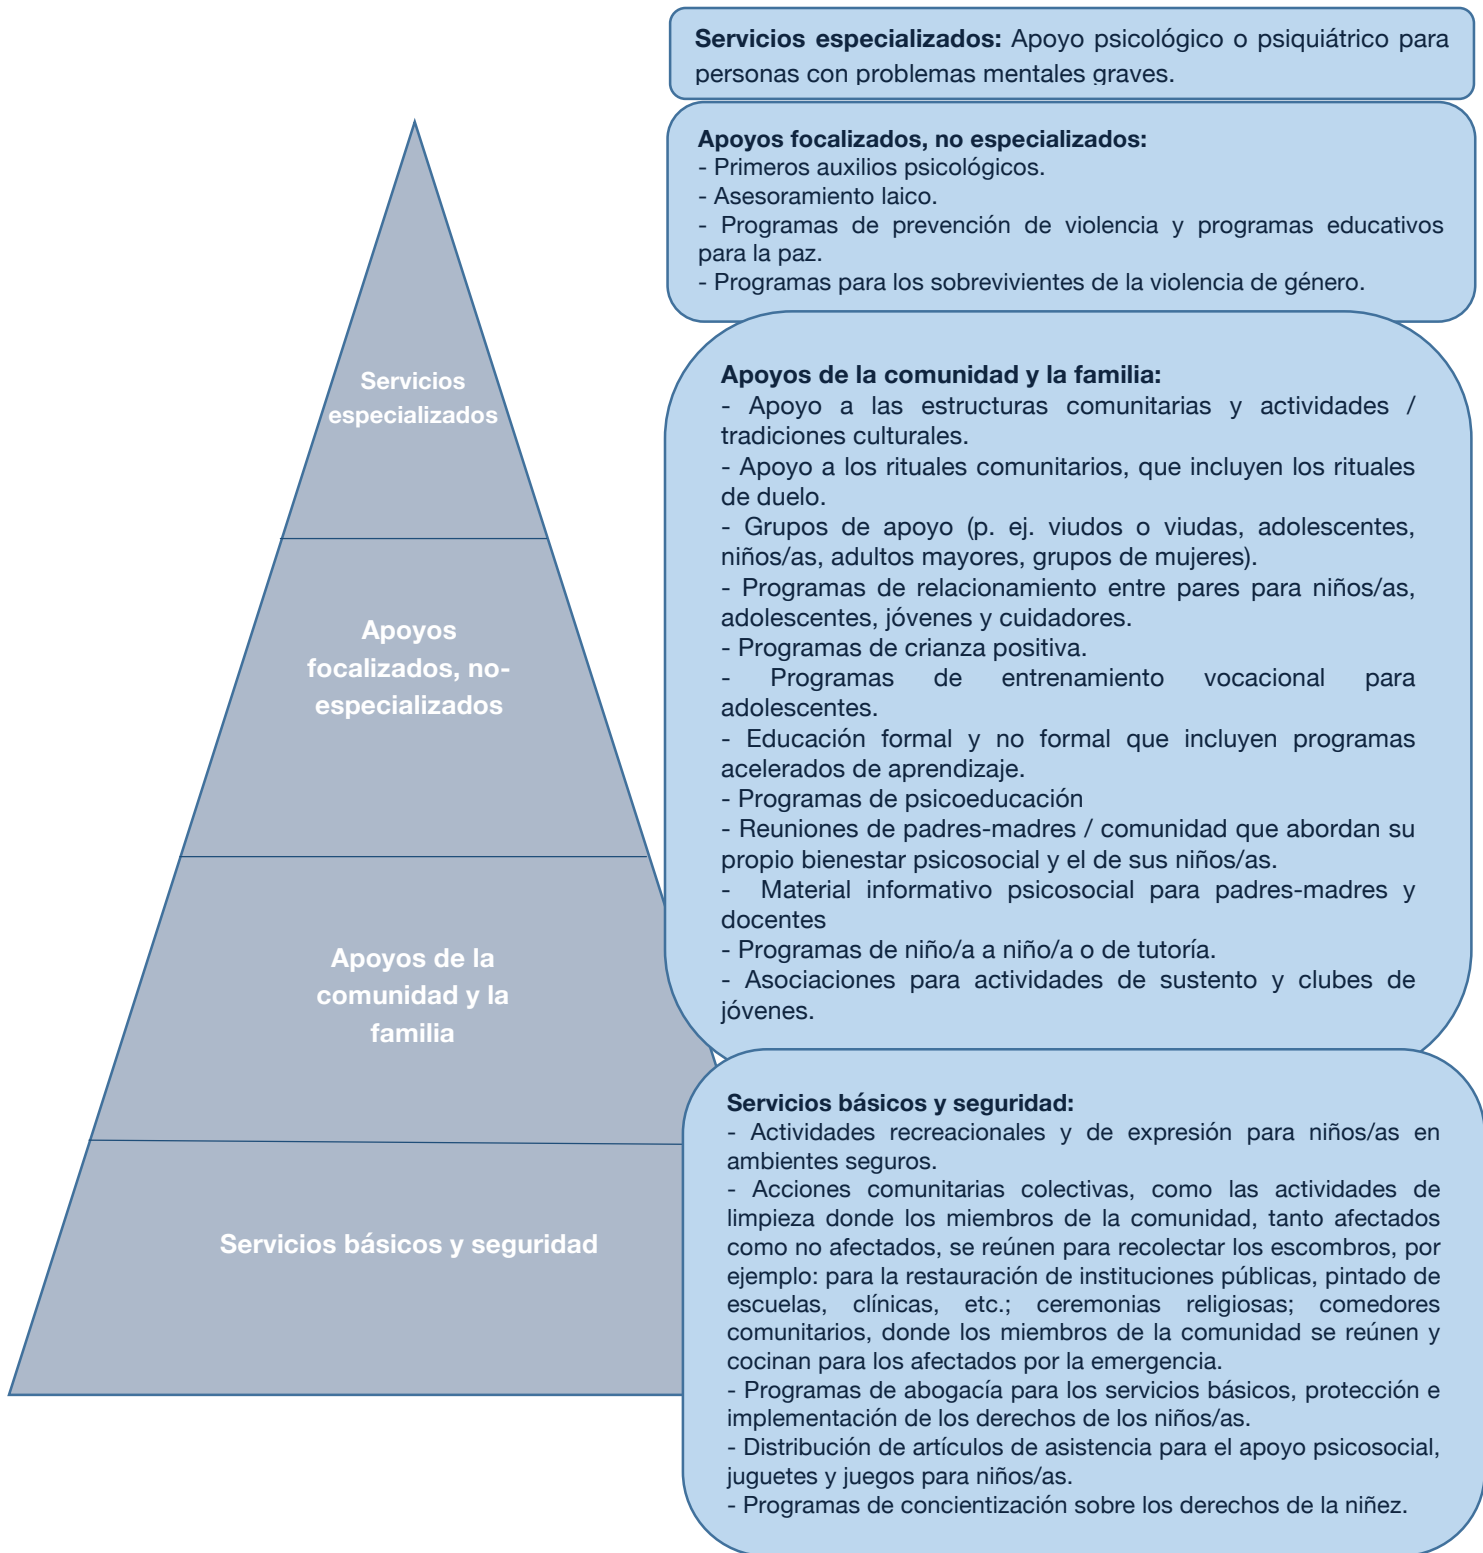 Servicios especializados: Apoyo psicológico o psiquiátrico para
personas con problemas mentales graves.
Apoyos focalizados, no especializados:
- Primeros auxilios psicológicos.
- Asesoramiento laico.
- Programas de prevención de violencia y programas educativos
para la paz.
- Programas para los sobrevivientes de la violencia de género.
Apoyos de la comunidad y la familia:
- Apoyo a las estructuras comunitarias y actividades /
tradiciones culturales.
- Apoyo a los rituales comunitarios, que incluyen los rituales
de duelo.
- Grupos de apoyo (p. ej. viudos o viudas, adolescentes,
niños/as, adultos mayores, grupos de mujeres).
- Programas de relacionamiento entre pares para niños/as,
adolescentes, jóvenes y cuidadores.
- Programas de crianza positiva.
- Programas de entrenamiento vocacional para
adolescentes.
- Educación formal y no formal que incluyen programas
acelerados de aprendizaje.
- Programas de psicoeducación
- Reuniones de padres-madres / comunidad que abordan su
propio bienestar psicosocial y el de sus niños/as.
- Material informativo psicosocial para padres-madres y
docentes
- Programas de niño/a a niño/a o de tutoría.
- Asociaciones para actividades de sustento y clubes de
jóvenes.
Servicios básicos y seguridad:
- Actividades recreacionales y de expresión para niños/as en
ambientes seguros.
- Acciones comunitarias colectivas, como las actividades de
limpieza donde los miembros de la comunidad, tanto afectados
como no afectados, se reúnen para recolectar los escombros, por
ejemplo: para la restauración de instituciones públicas, pintado de
escuelas, clínicas, etc.; ceremonias religiosas; comedores
comunitarios, donde los miembros de la comunidad se reúnen y
cocinan para los afectados por la emergencia.
- Programas de abogacía para los servicios básicos, protección e
implementación de los derechos de los niños/as.
- Distribución de artículos de asistencia para el apoyo psicosocial,
juguetes y juegos para niños/as.
- Programas de concientización sobre los derechos de la niñez.
Servicios
especializados
Apoyos
focalizados, no-
especializados
Apoyos de la
comunidad y la
familia
Servicios básicos y seguridad